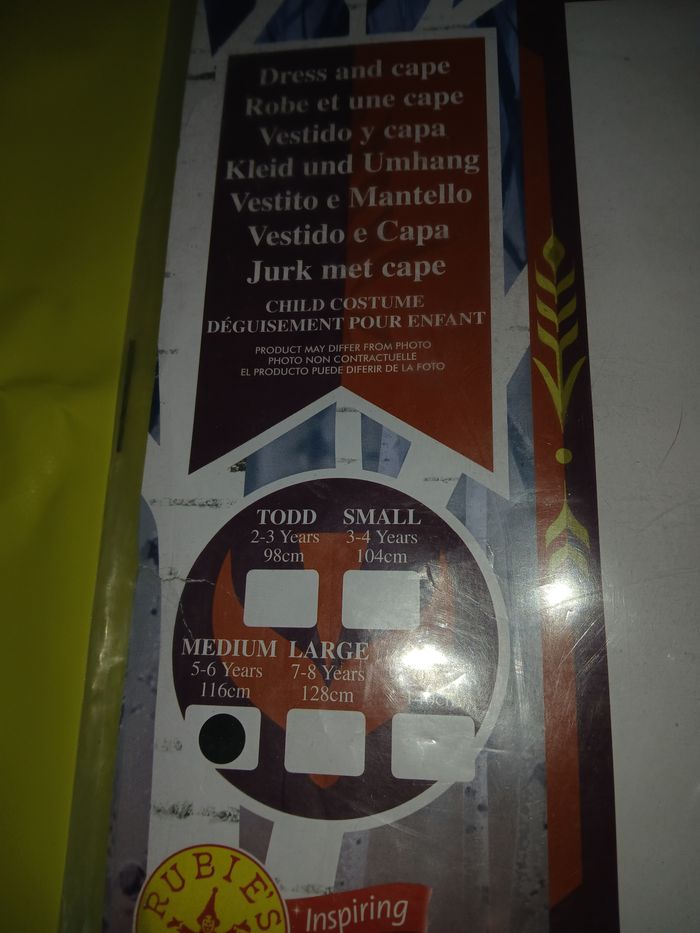 Dress and cape
Robe et une cape
Vestido y capa
Kleid und Umhang
Vestito e Mantello
Vestido e Capa
Jurk met cape
CHILD COSTUME
DÉGUISEMENT POUR ENFANT
PRODUCT MAY DIFFER FROM PHOTO
PHOTO NON CONTRACTUELLE
EL PRODUCTO PUEDE DIFERIR DE LA FOTO
TODD SMALL
2-3 Years 3-4 Years
98cm 104cm
MEDIUM LARGE
5-6 Years 7-8 Years
116cm 128cm
RUBIE'S
Inspiring